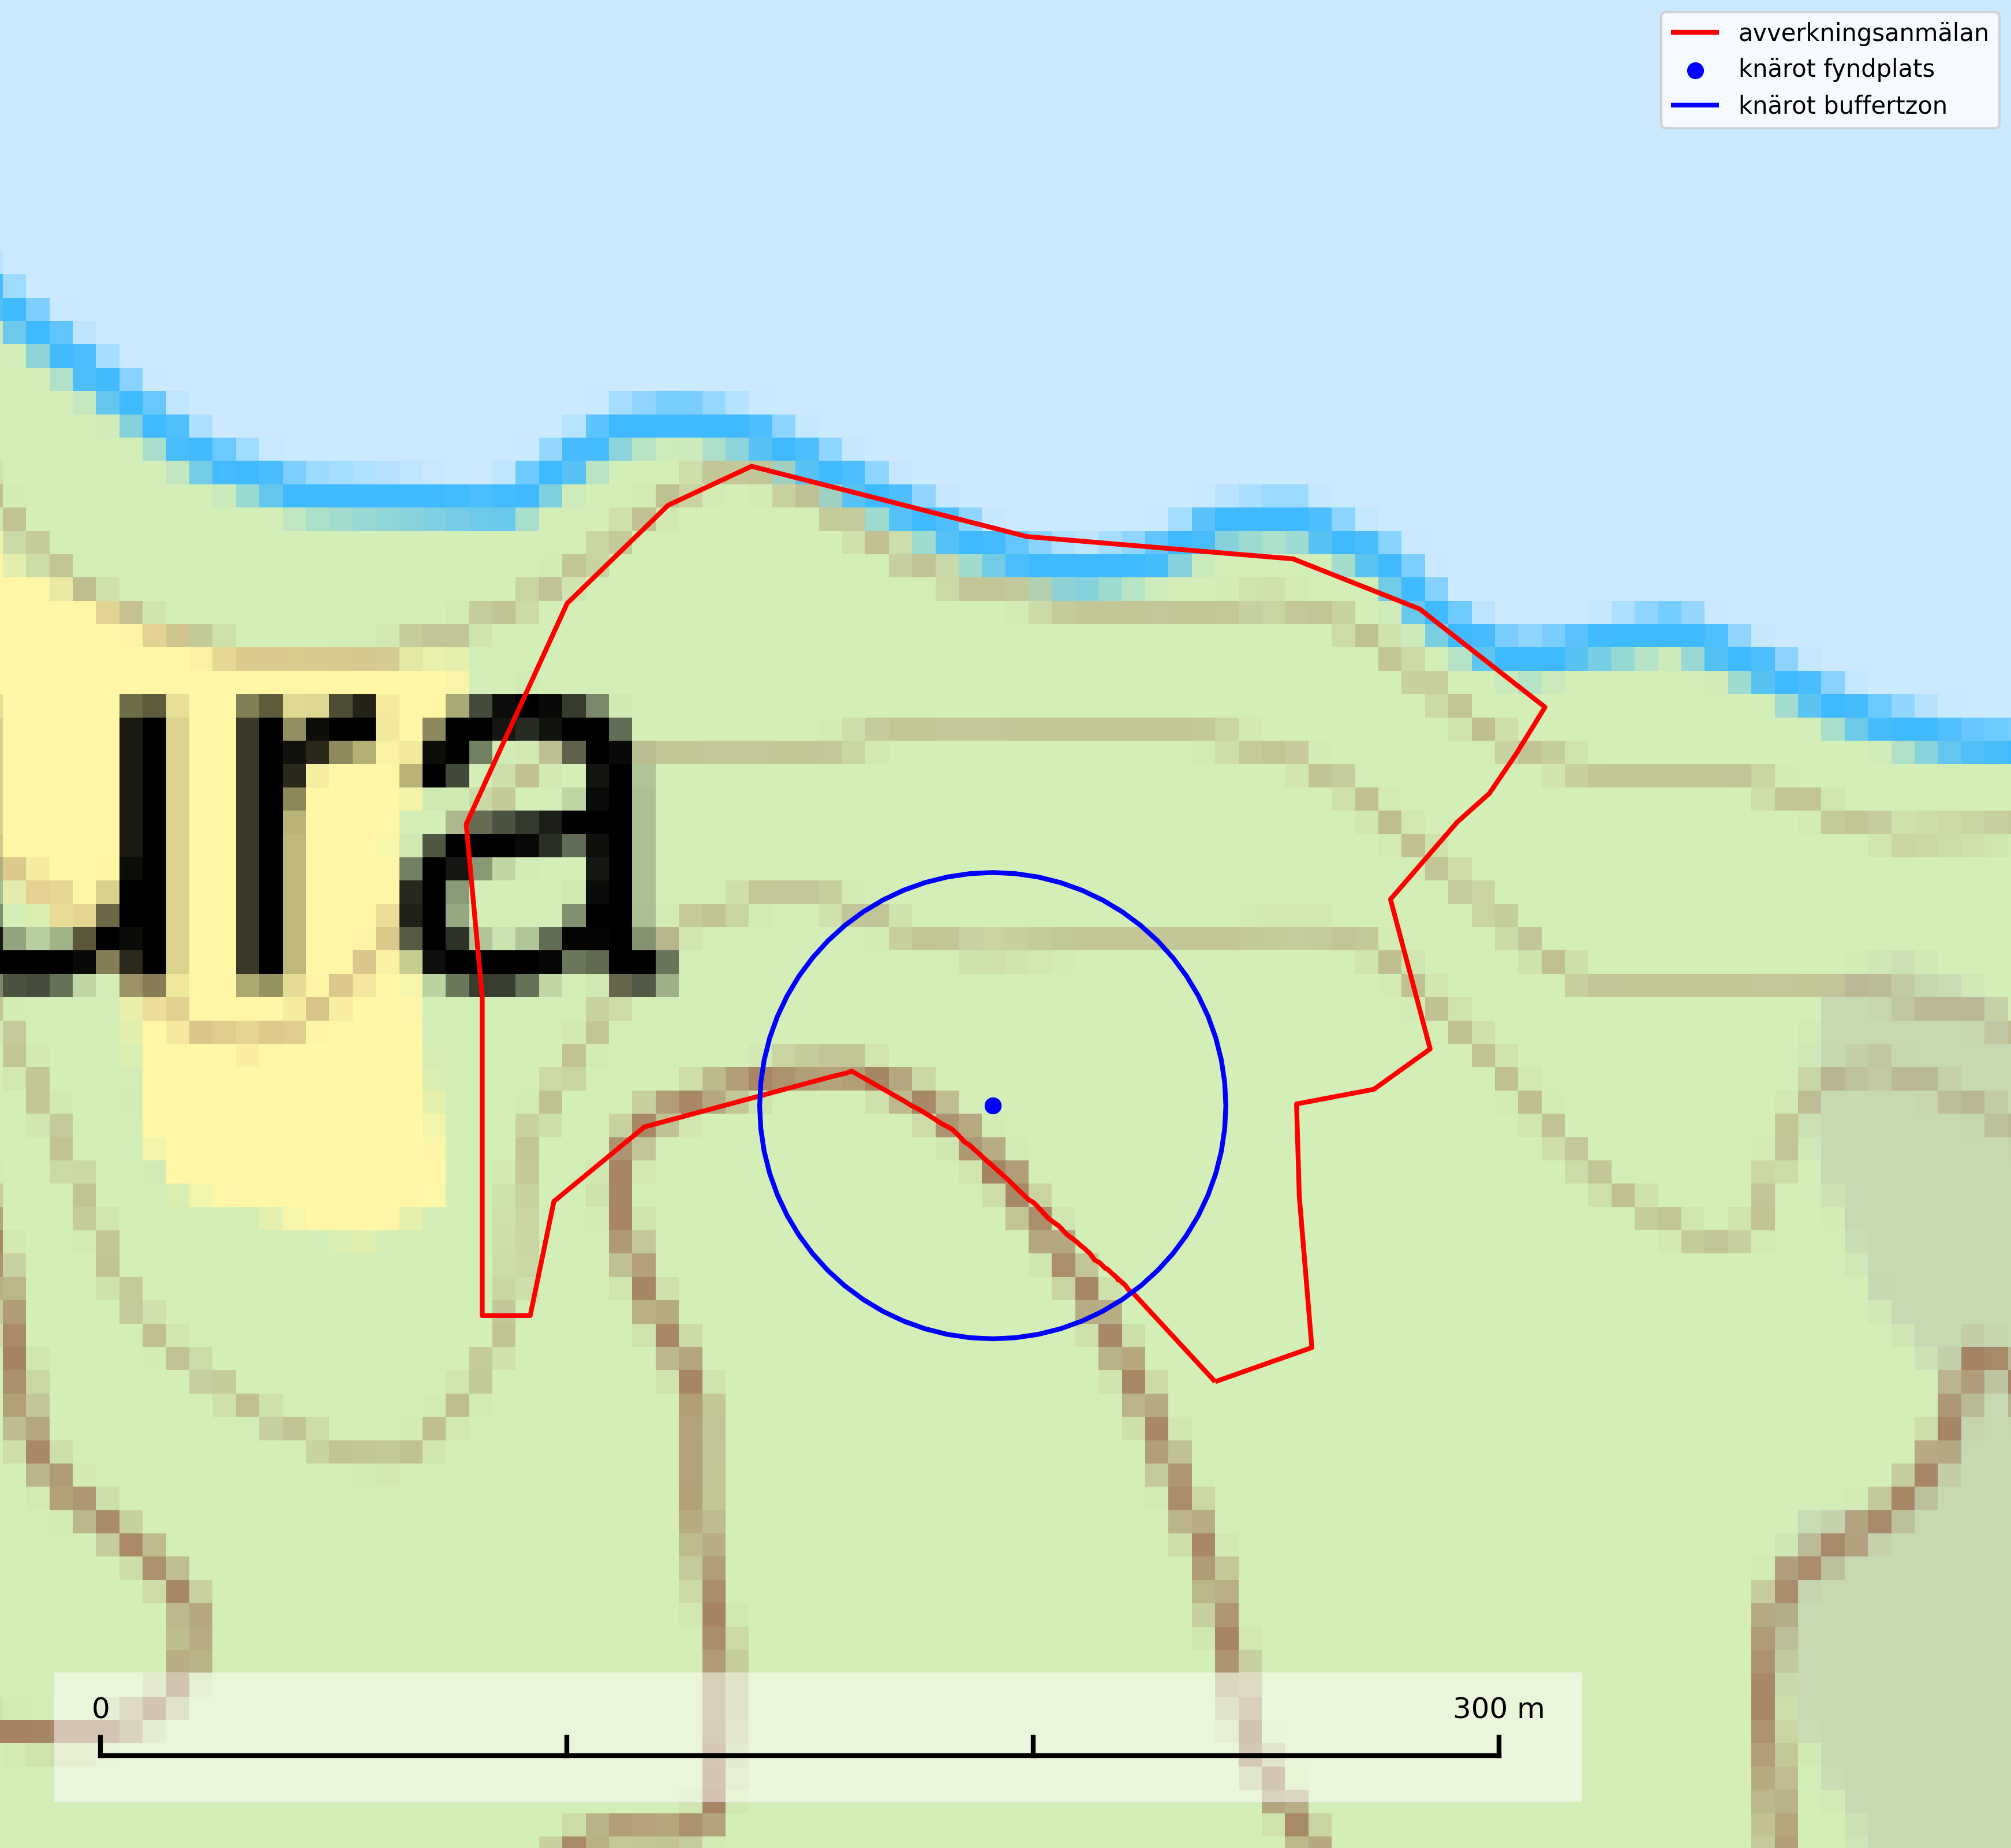 avverkningsanmälan
knärot fyndplats
knärot buffertzon
ura
0
300 m